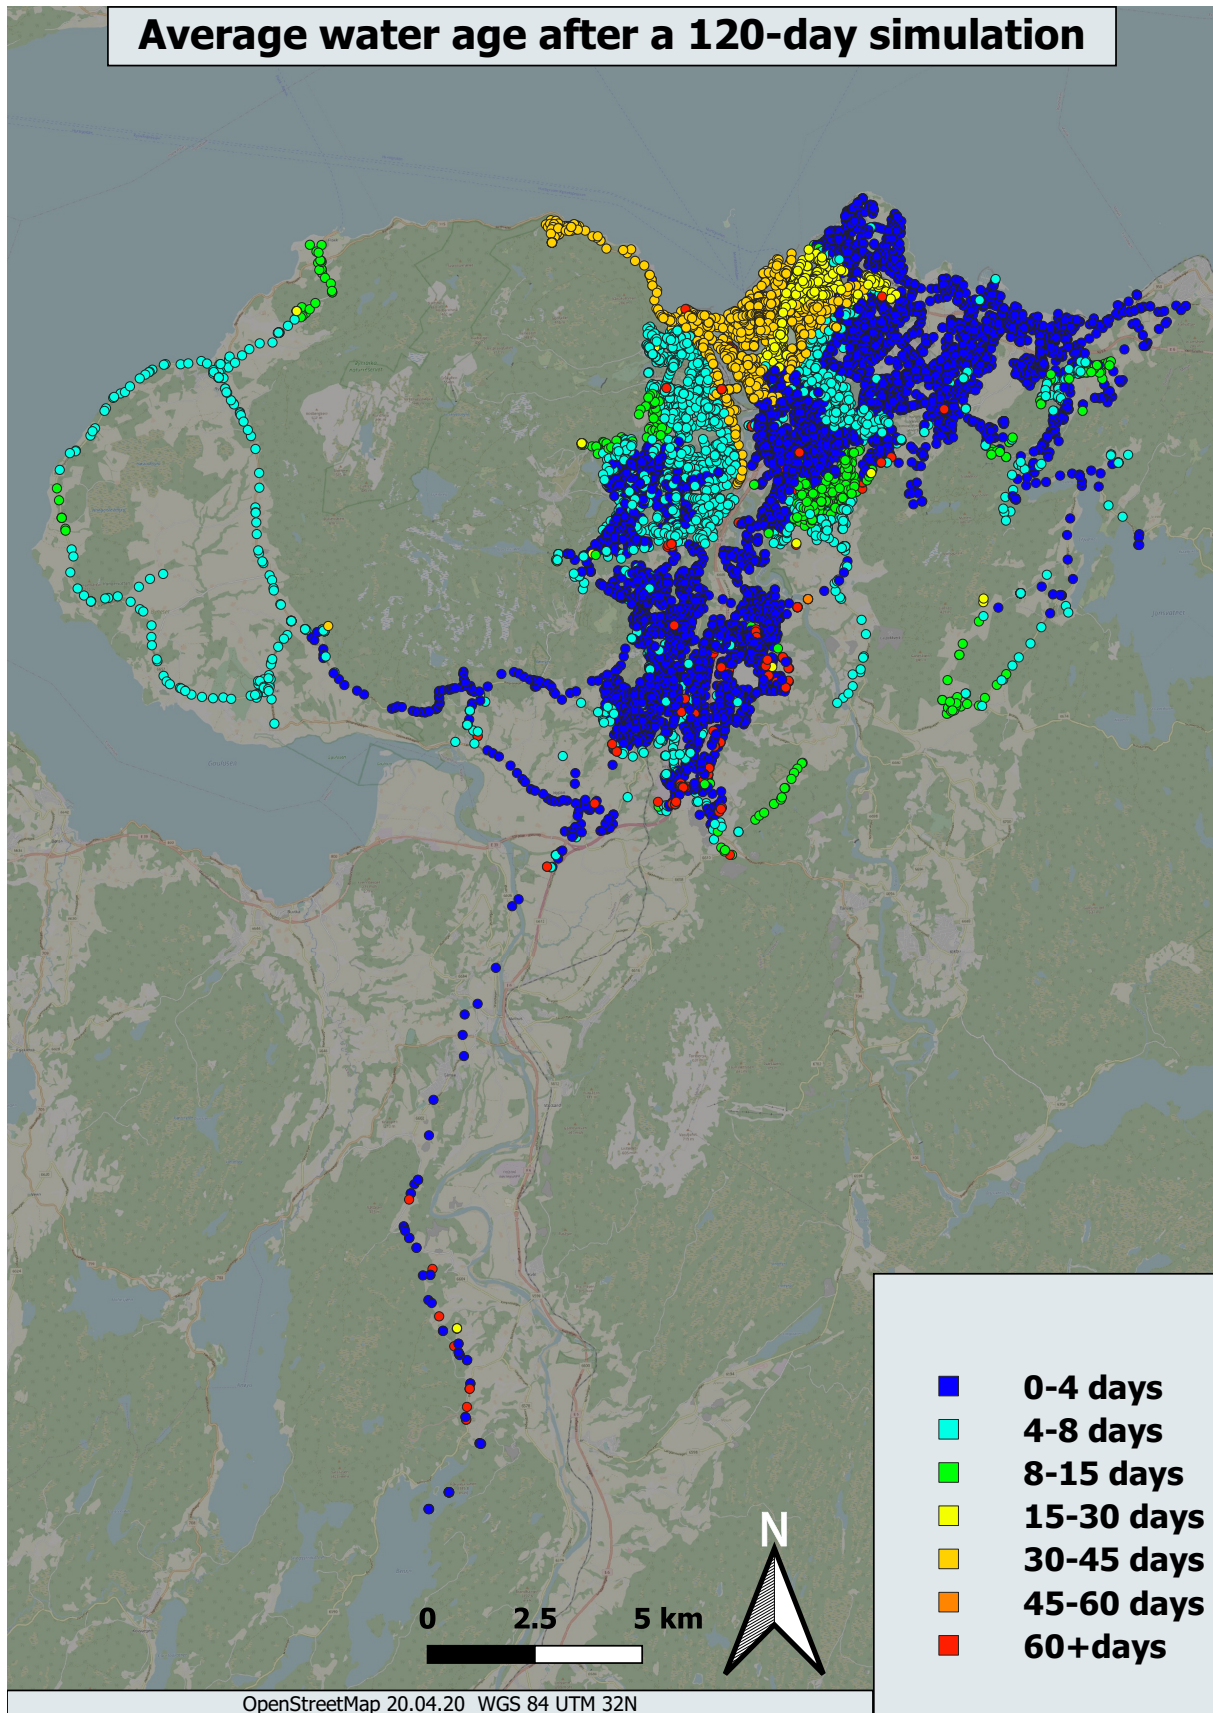 Average water age after a 120-day simulation
0-4 days
4-8 days
8-15 days
15-30 days
30-45 days
45-60 days
60+days
N
0 2.5 5 km
OpenStreetMap 20.04.20 WGS 84 UTM 32N